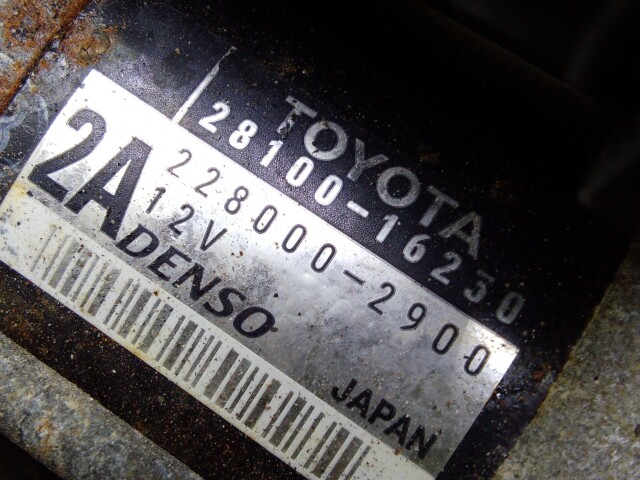 TOYOTA
28100-16230
2A
228000-2900
12V
DENSO
JAPAN